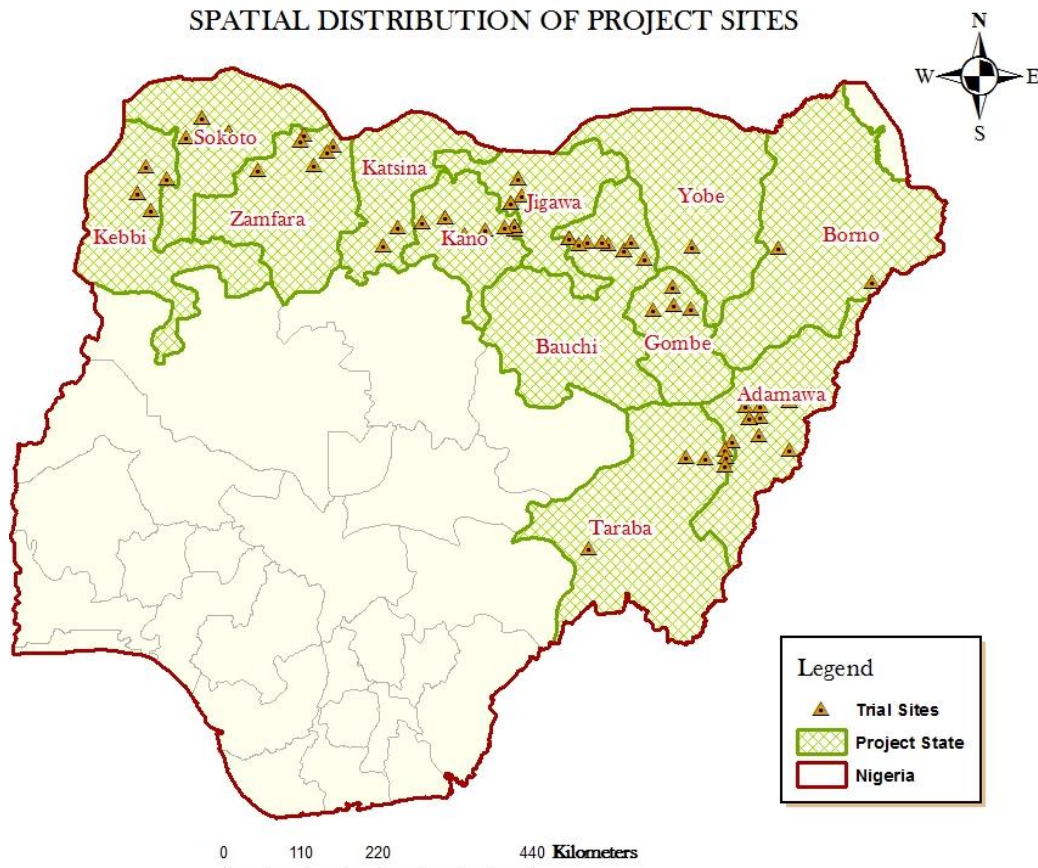 SPATIAL DISTRIBUTION OF PROJECT SITES
N
W E
S
Sokoto
Katsina
Jigawa
Yobe
Zamfara
Kebbi
Kano
Borno
Bauchi
Gombe
Adamawa
Taraba
Legend
Trial Sites
Project State
Nigeria
0 110 220 440 Kilometers